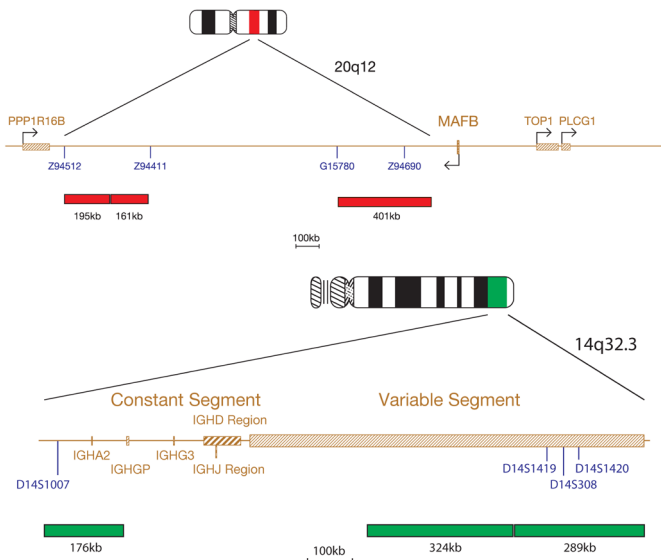 20q12
PPP1R16B
MAFB
TOP1
PLCG1
Z94512
Z94411
G15780
Z94690
195kb
161kb
401kb
100kb
14q32.3
Constant Segment
Variable Segment
IGHD Region
IGHA2
IGHG3
IGHGP
IGHJ Region
D14S1007
D14S1419
D14S1420
D14S308
176kb
324kb
289kb
100kb